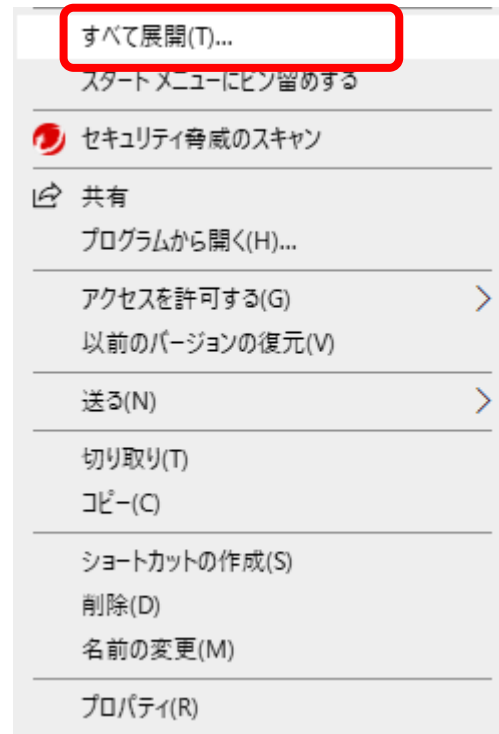 すべて展開(T)...
スタート メニューにピン留めする
セキュリティ脅威のスキャン
共有
プログラムから開く(H)...
アクセスを許可する(G)
以前のバージョンの復元(V)
送る(N)
切り取り(T)
コピー(C)
ショートカットの作成(S)
削除(D)
名前の変更(M)
プロパティ(R)